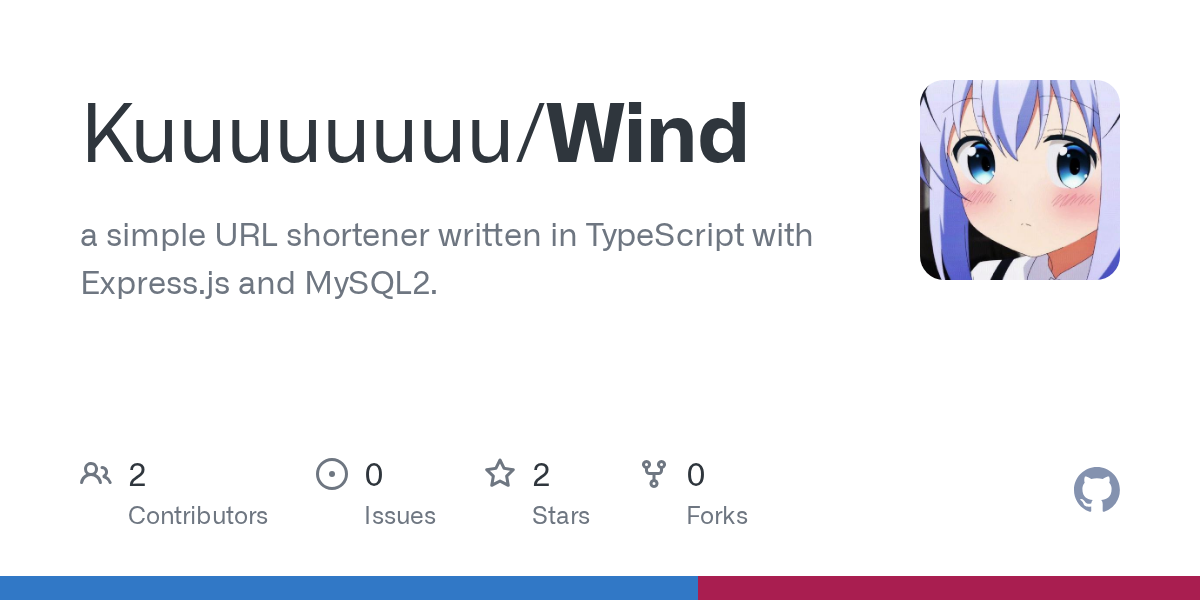 Kuuuuuuuu/Wind
a simple URL shortener written in TypeScript with
Express.js and MySQL2.
2 0 2 0
Contributors Issues Stars Forks